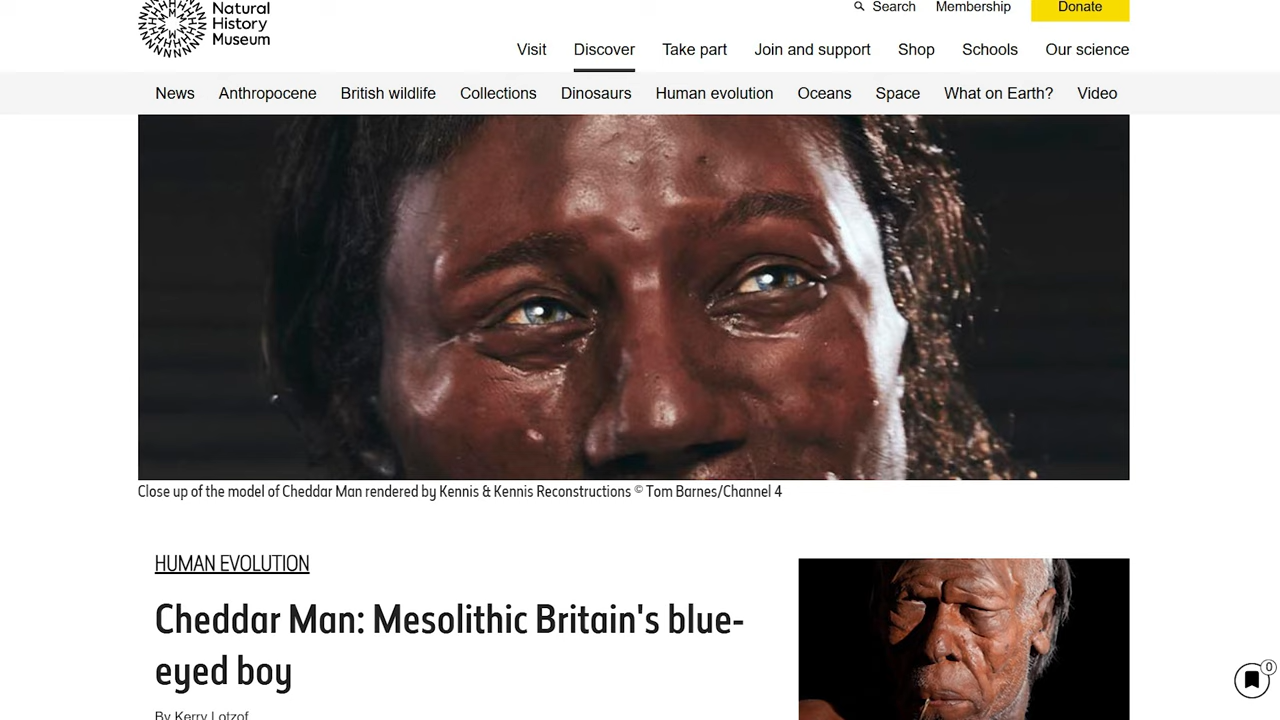 Natural
History
Museum
Search Membership Donate
Visit Discover Take part Join and support Shop Schools Our science
News Anthropocene British wildlife Collections Dinosaurs Human evolution Oceans Space What on Earth? Video
Close up of the model of Cheddar Man rendered by Kennis & Kennis Reconstructions © Tom Barnes/Channel 4
HUMAN EVOLUTION
Cheddar Man: Mesolithic Britain's blue-
eyed boy
0
By Kerry Lotzof